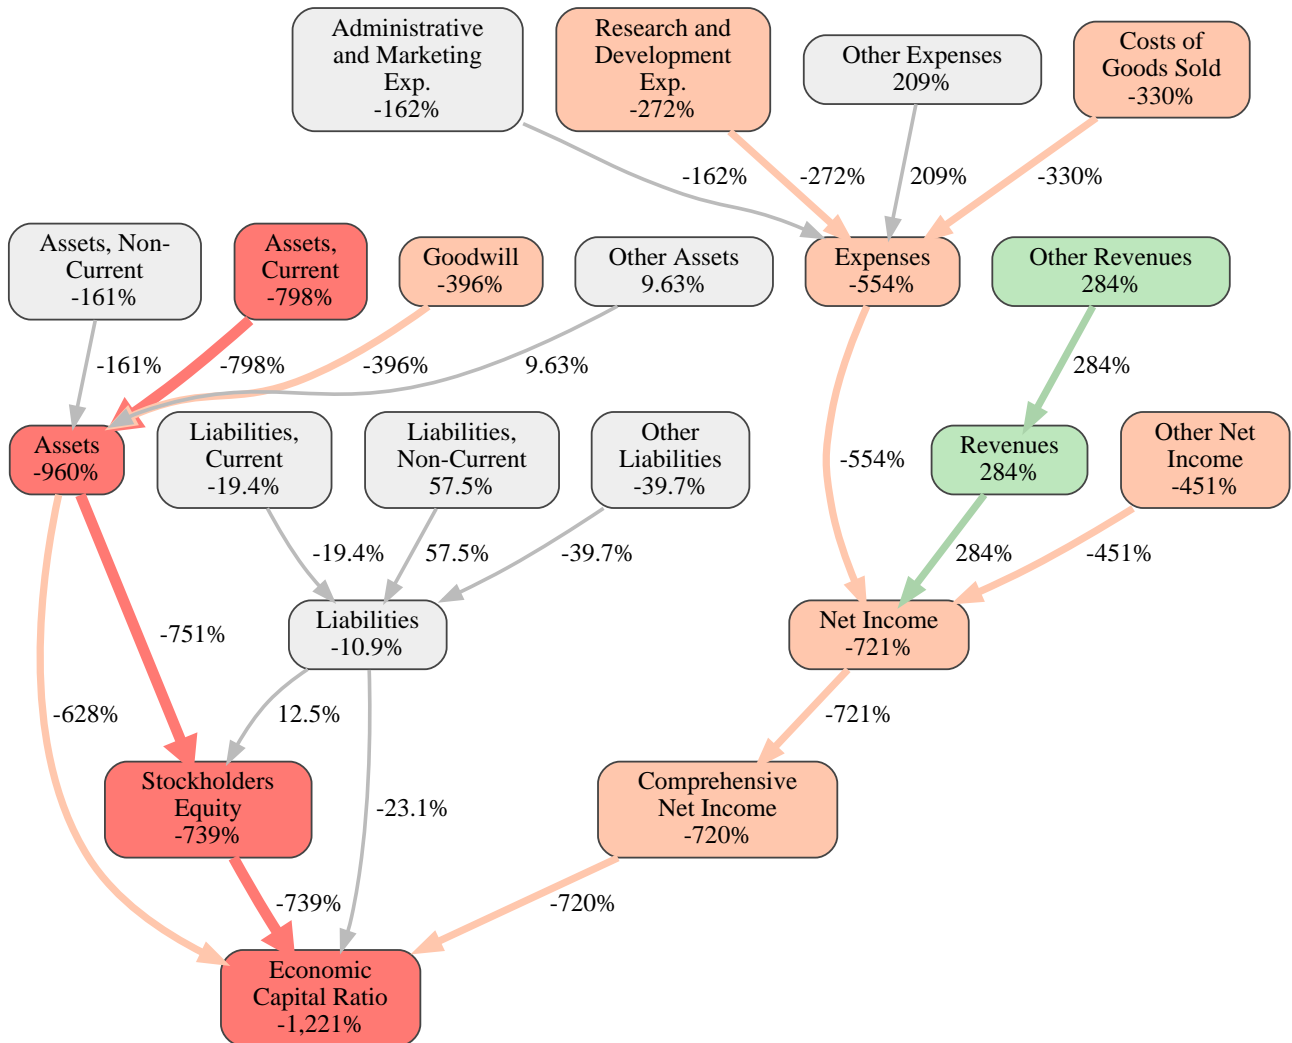 Administrative
and Marketing
Exp.
-162%
Research and
Development
Exp.
-272%
Other Expenses
209%
Costs of
Goods Sold
-330%
-162%
-272%
209%
-330%
Assets, Non-
Current
-161%
Assets,
Current
-798%
Goodwill
-396%
Other Assets
9.63%
Expenses
-554%
Other Revenues
284%
-161%
-798%
-396%
9.63%
284%
Assets
-960%
Liabilities,
Current
-19.4%
Liabilities,
Non-Current
57.5%
Other
Liabilities
-39.7%
-554%
Revenues
284%
Other Net
Income
-451%
-19.4%
57.5%
-39.7%
284%
-451%
Liabilities
-10.9%
Net Income
-721%
-751%
-628%
12.5%
-721%
Stockholders
Equity
-739%
-23.1%
Comprehensive
Net Income
-720%
-739%
-720%
Economic
Capital Ratio
-1,221%